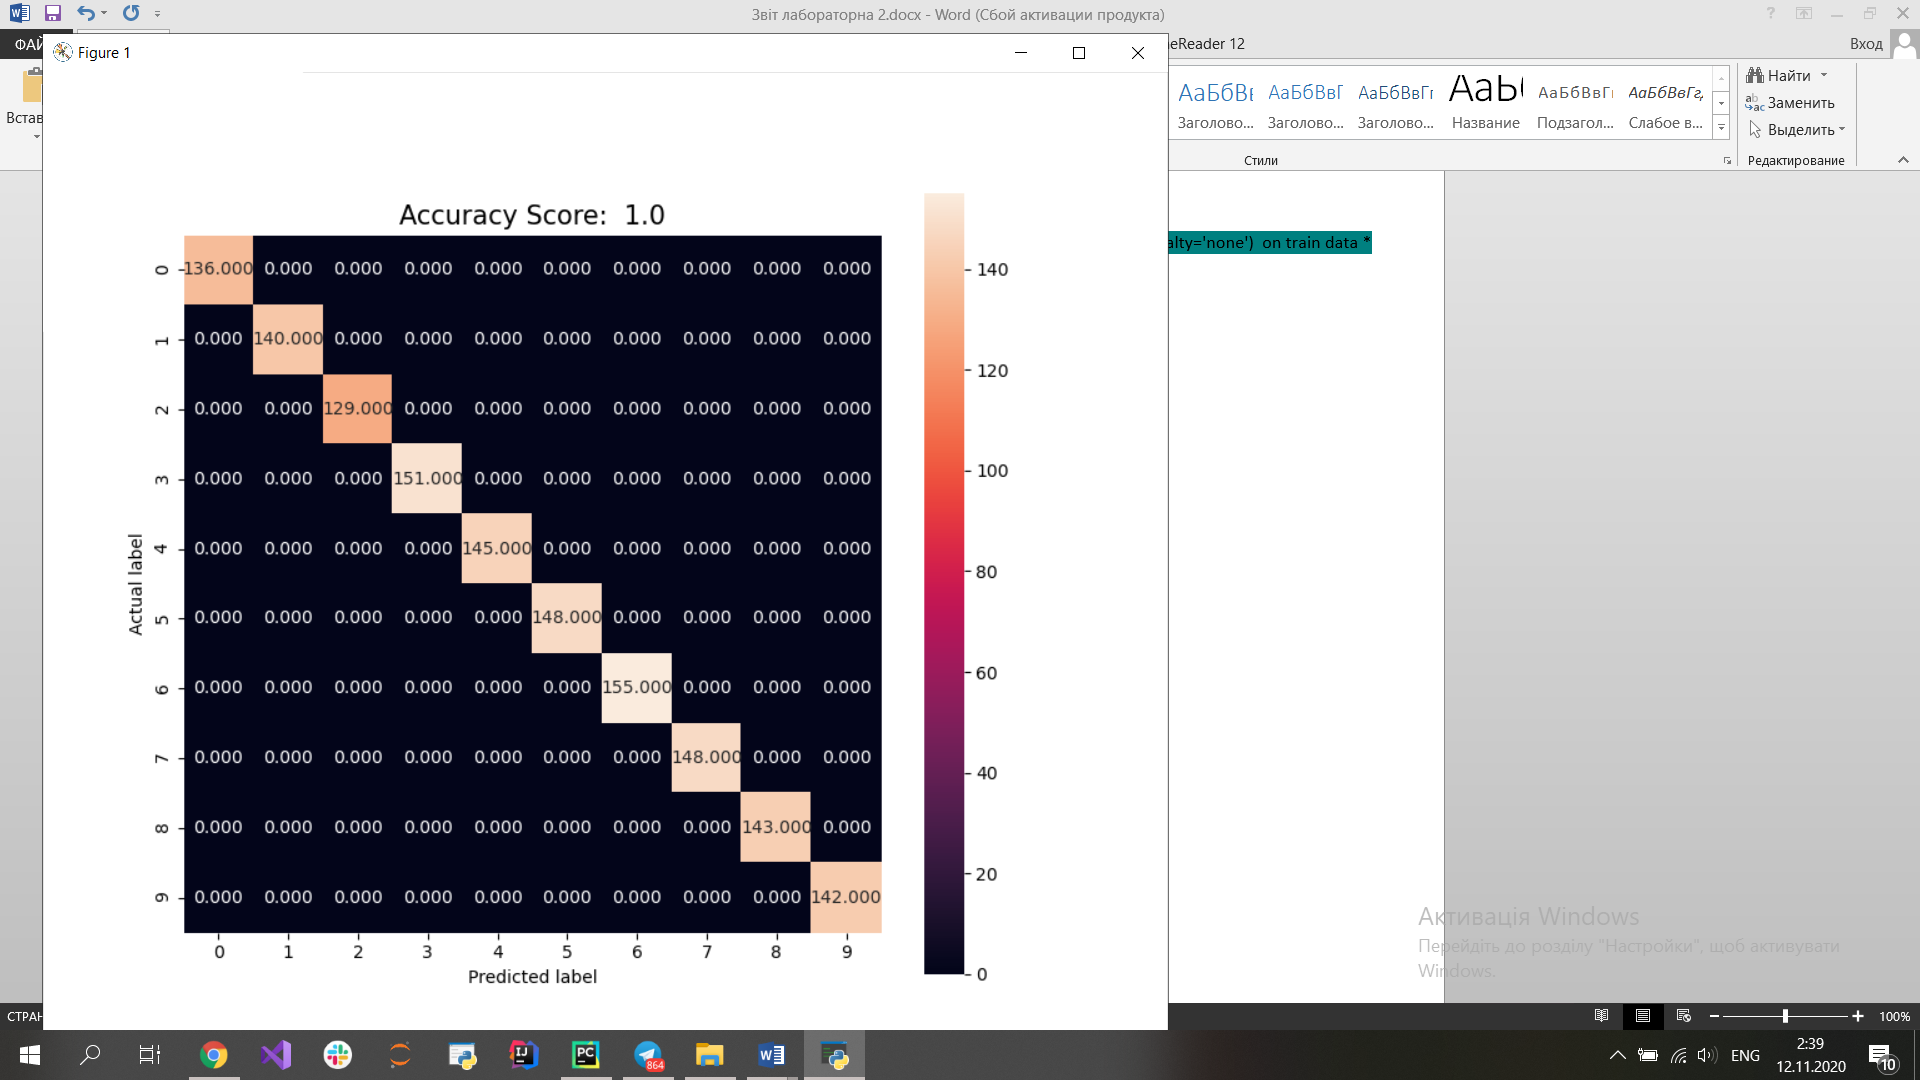 Звіт лабораторна 2.docx - Word (Сбой активации продукта)
Figure 1
eReader 12
Вход
Встав
АаБбВв АаБбВвГ АаБбВвГг АаБб АаБбВвГг АаБбВвГг,
Заголово... Заголово... Заголово... Название Подзагол... Слабое в...
Стили
Найти
Заменить
Выделить
Редактирование
alty='none') on train data *
Accuracy Score: 1.0
0 136.000 0.000 0.000 0.000 0.000 0.000 0.000 0.000 0.000 0.000
1 0.000 140.000 0.000 0.000 0.000 0.000 0.000 0.000 0.000 0.000
2 0.000 0.000 129.000 0.000 0.000 0.000 0.000 0.000 0.000 0.000
3 0.000 0.000 0.000 151.000 0.000 0.000 0.000 0.000 0.000 0.000
4 0.000 0.000 0.000 0.000 145.000 0.000 0.000 0.000 0.000 0.000
5 0.000 0.000 0.000 0.000 0.000 148.000 0.000 0.000 0.000 0.000
6 0.000 0.000 0.000 0.000 0.000 0.000 155.000 0.000 0.000 0.000
7 0.000 0.000 0.000 0.000 0.000 0.000 0.000 148.000 0.000 0.000
8 0.000 0.000 0.000 0.000 0.000 0.000 0.000 0.000 143.000 0.000
9 0.000 0.000 0.000 0.000 0.000 0.000 0.000 0.000 0.000 142.000
0 1 2 3 4 5 6 7 8 9
Predicted label
Actual label
140
120
100
80
60
40
20
0
Активація Windows
Перейдіть до розділу "Настройки", щоб активувати
Windows.
СТРАН
100%
864
ENG
2:39
12.11.2020
10